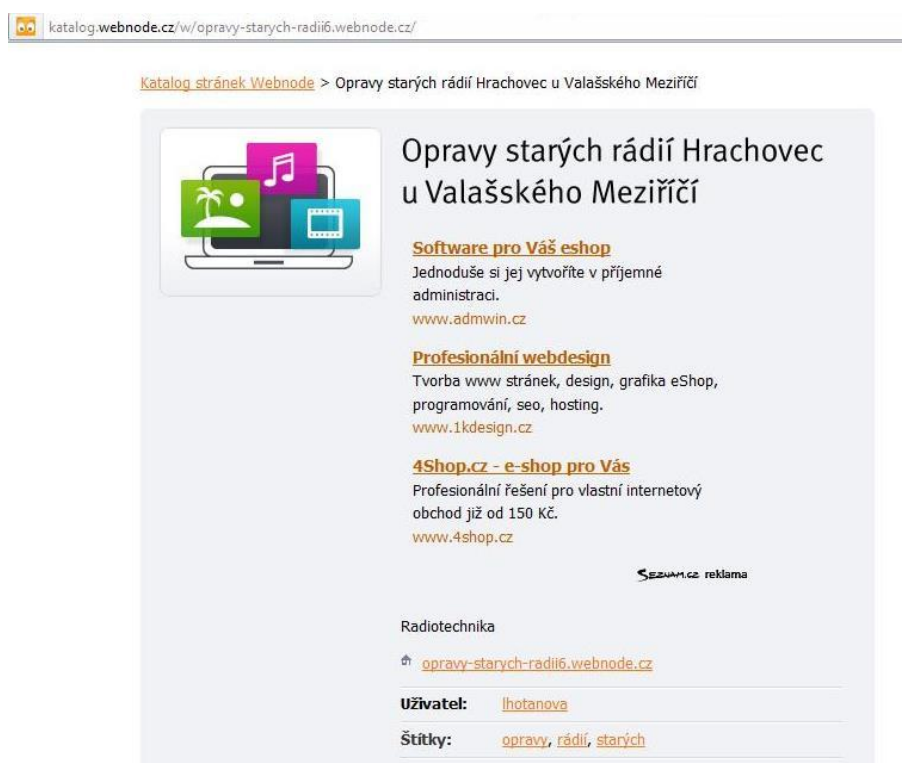 katalog.webnode.cz/w/opravy-starych-radii6.webnode.cz/
Katalog stránek Webnode > Opravy starých rádií Hrachovec u Valašského Meziříčí
Opravy starých rádií Hrachovec
u Valašského Meziříčí
Software pro Váš eshop
Jednoduše si jej vytvoříte v příjemné
administraci.
www.admwin.cz
Profesionální webdesign
Tvorba www stránek, design, grafika eShop,
programování, seo, hosting.
www.1kdesign.cz
4Shop.cz - e-shop pro Vás
Profesionální řešení pro vlastní internetový
obchod již od 150 Kč.
www.4shop.cz
Seznam.cz reklama
Radiotechnika
opravy-starych-radii6.webnode.cz
Uživatel: lhotanova
Štítky: opravy, rádií, starých